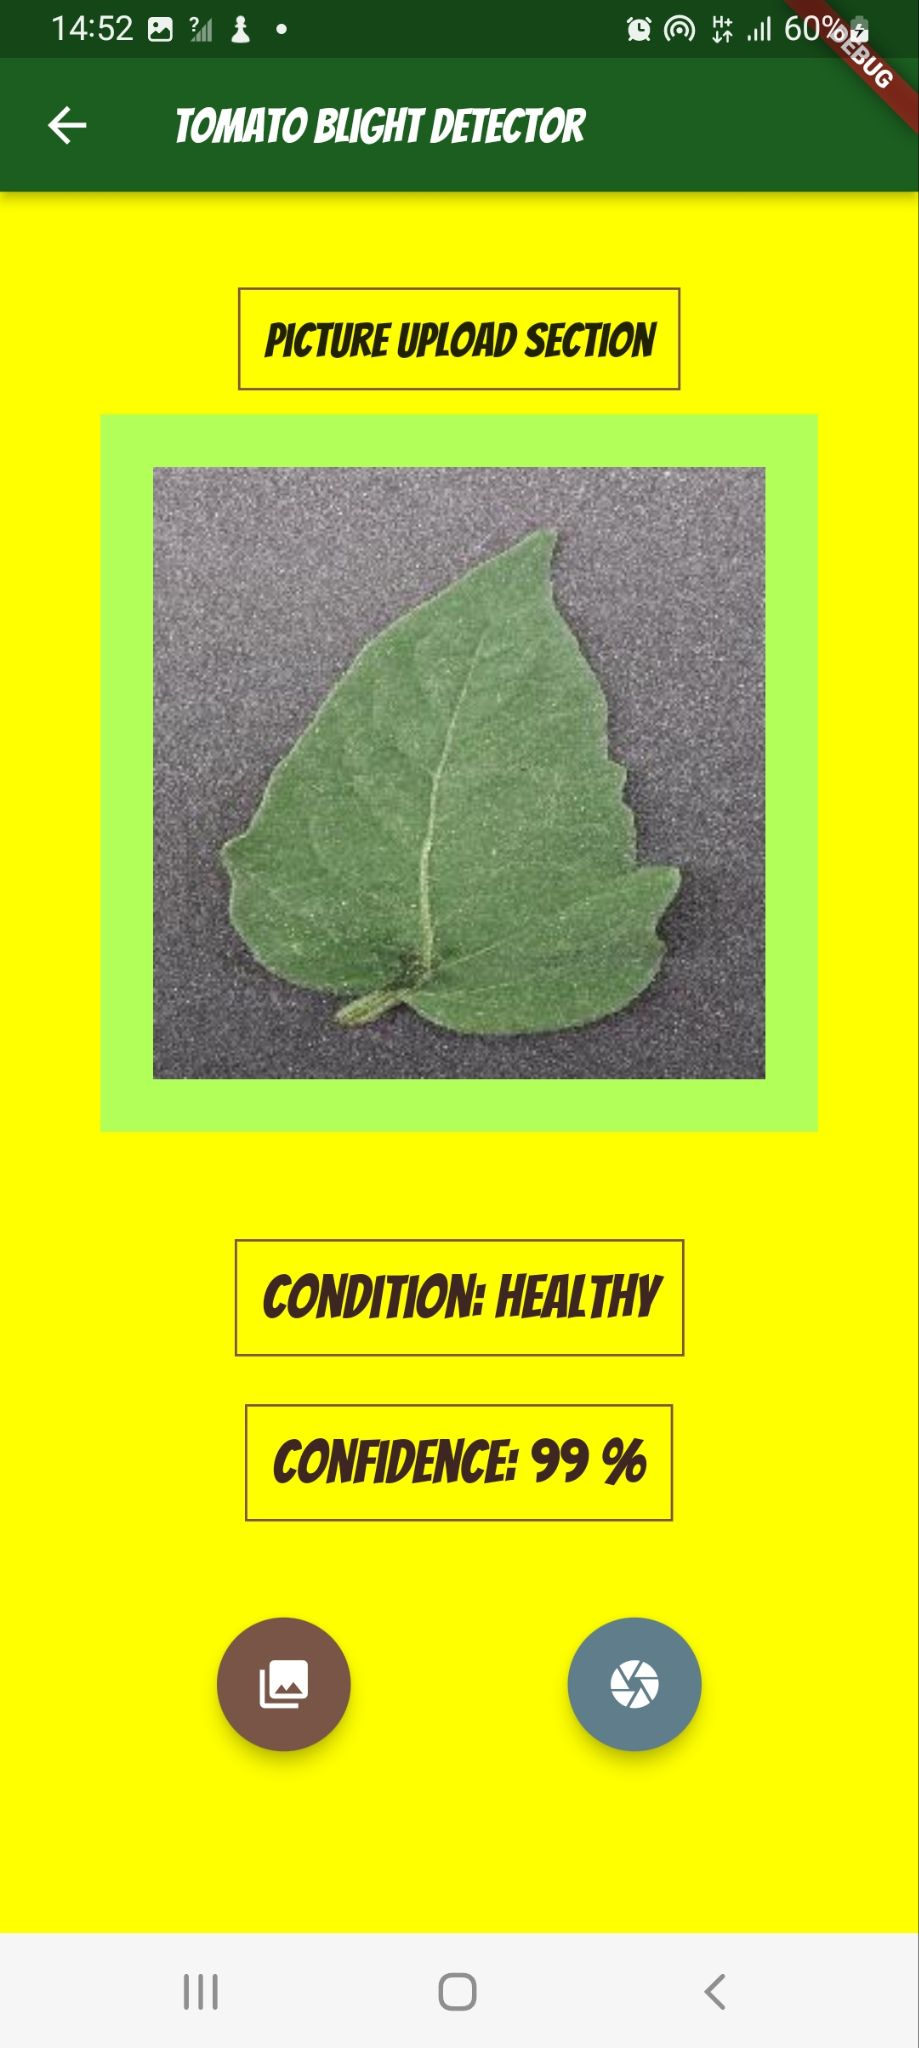 14:52
H+
60%
DEBUG
TOMATO BLIGHT DETECTOR
PICTURE UPLOAD SECTION
CONDITION: HEALTHY
CONFIDENCE: 99 %